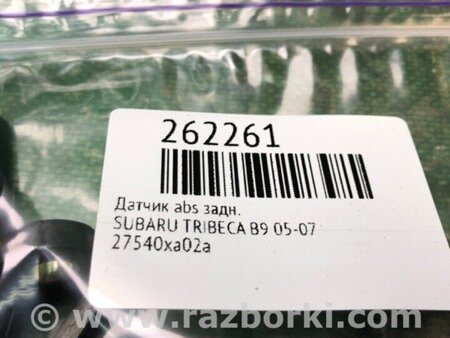 262261
Датчик abs задн.
SUBARU TRIBECA B9 05-07
27540xa02a
© - www.razborki.com -